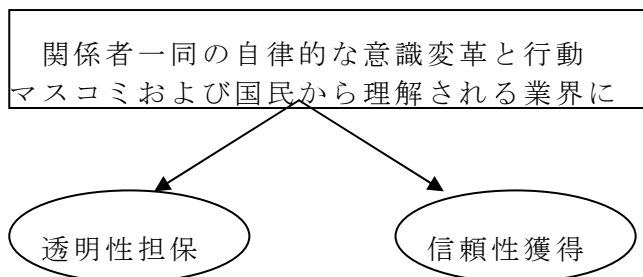 関係者一同の自律的な意識変革と行動
マスコミおよび国民から理解される業界に
透明性担保
信頼性獲得